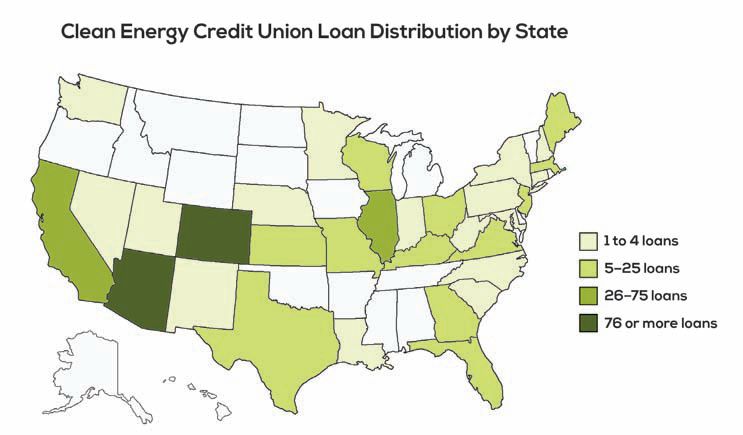 Clean Energy Credit Union Loan Distribution by State
1 to 4 loans
5–25 loans
26–75 loans
76 or more loans